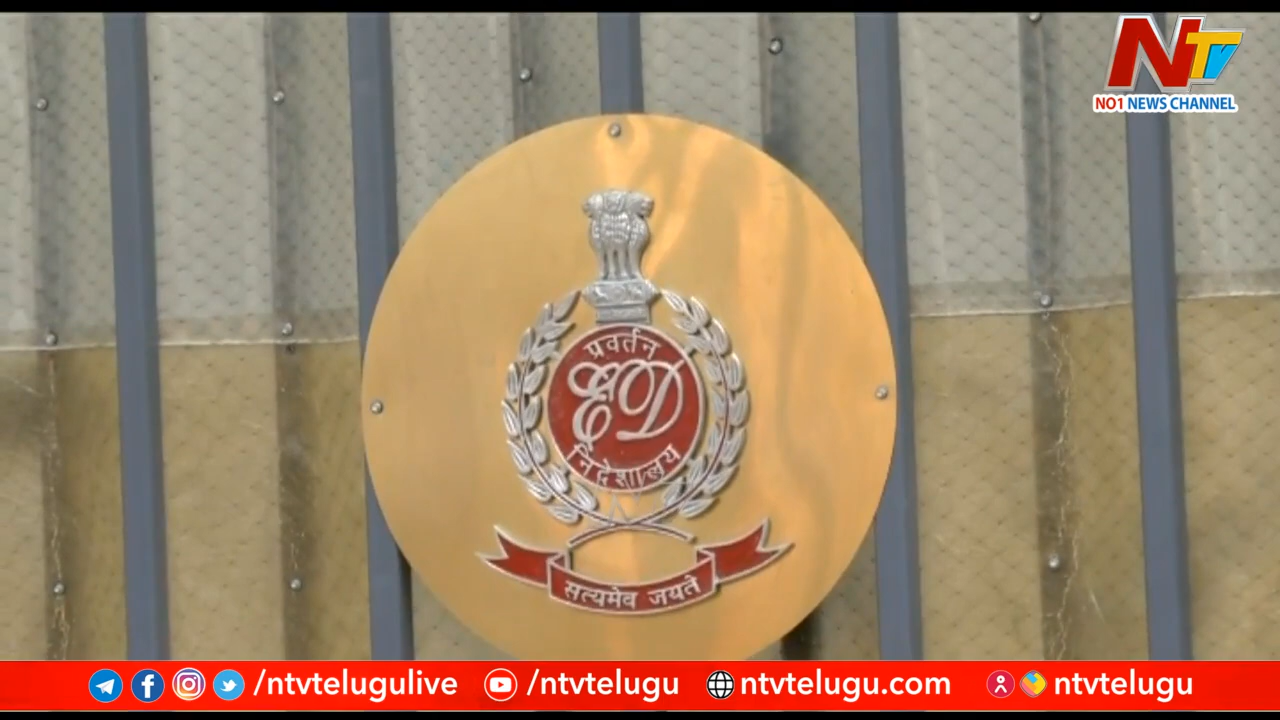 NTV
NO1 NEWS CHANNEL
प्रवर्तन
ED
निदेशालय
सत्यमेव जयते
/ntvtelugulive
/ntvtelugu
ntvtelugu.com
ntvtelugu